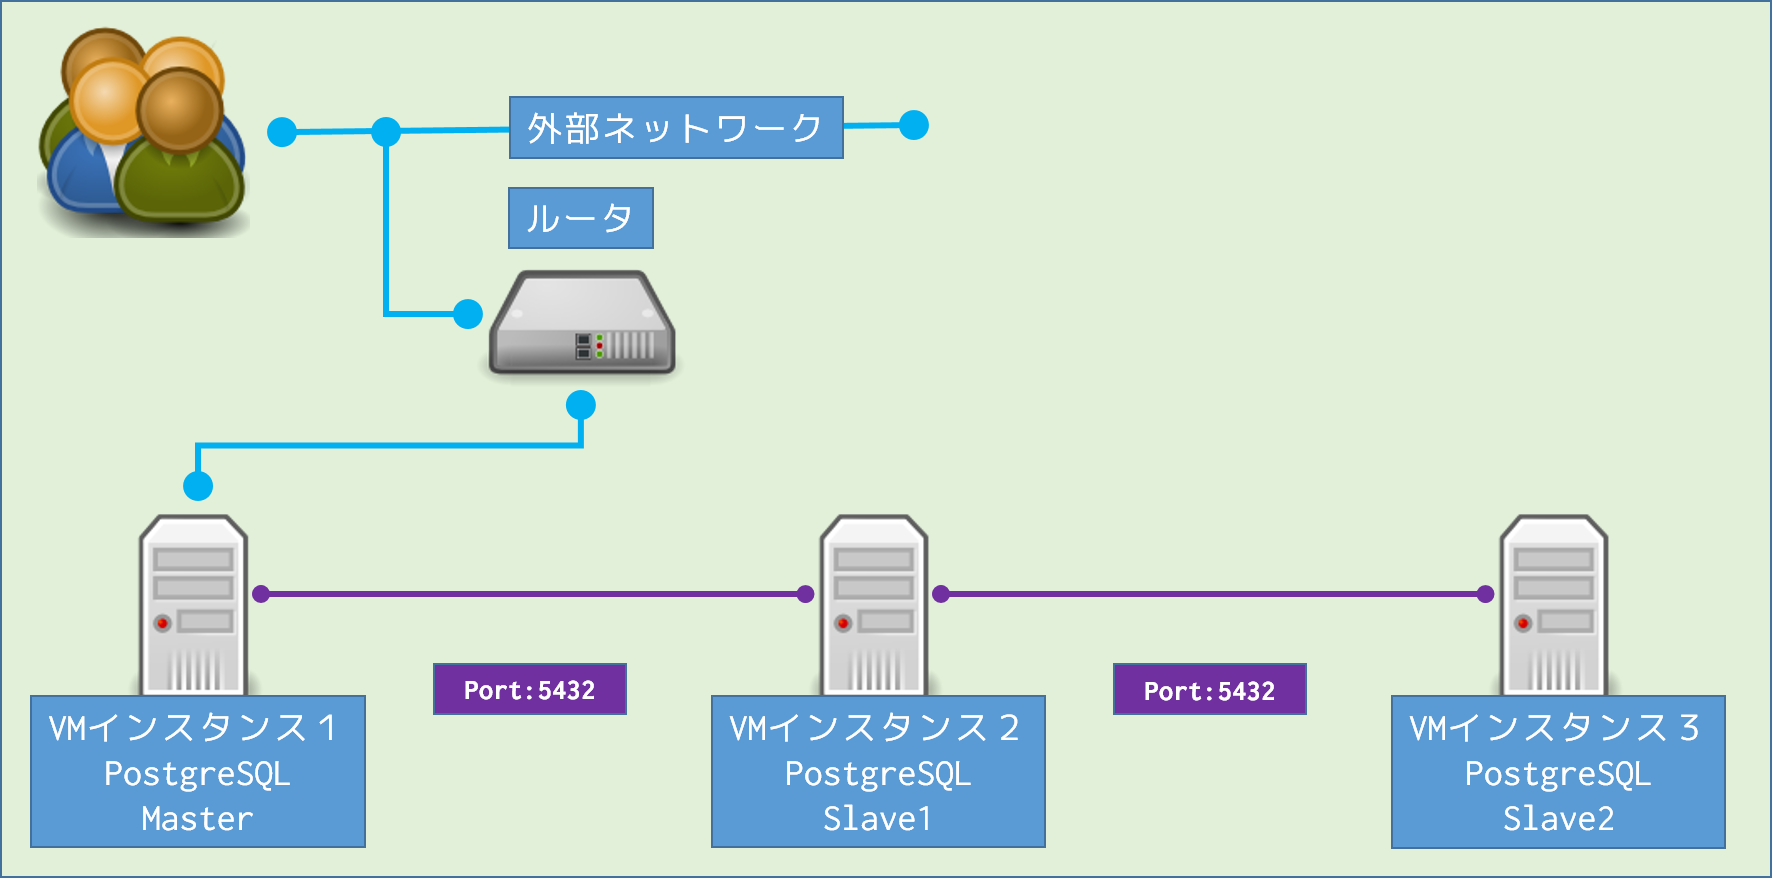 外部ネットワーク
ルータ
Port:5432
Port:5432
VMインスタンス１
PostgreSQL
Master
VMインスタンス２
PostgreSQL
Slave1
VMインスタンス３
PostgreSQL
Slave2